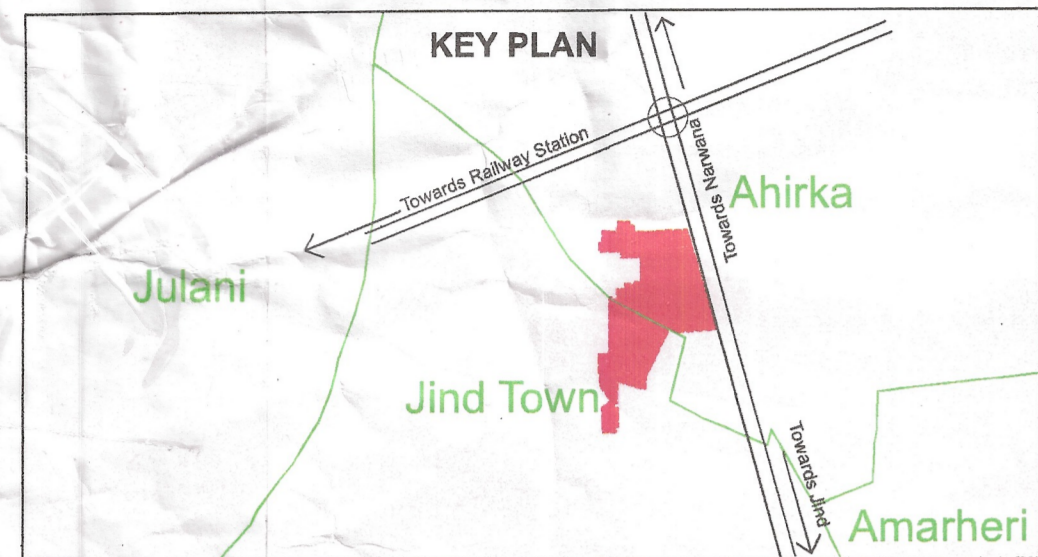 KEY PLAN
Towards Railway Station
Towards Narwana
Ahirka
Julani
Jind Town
Towards Jind
Amarheri